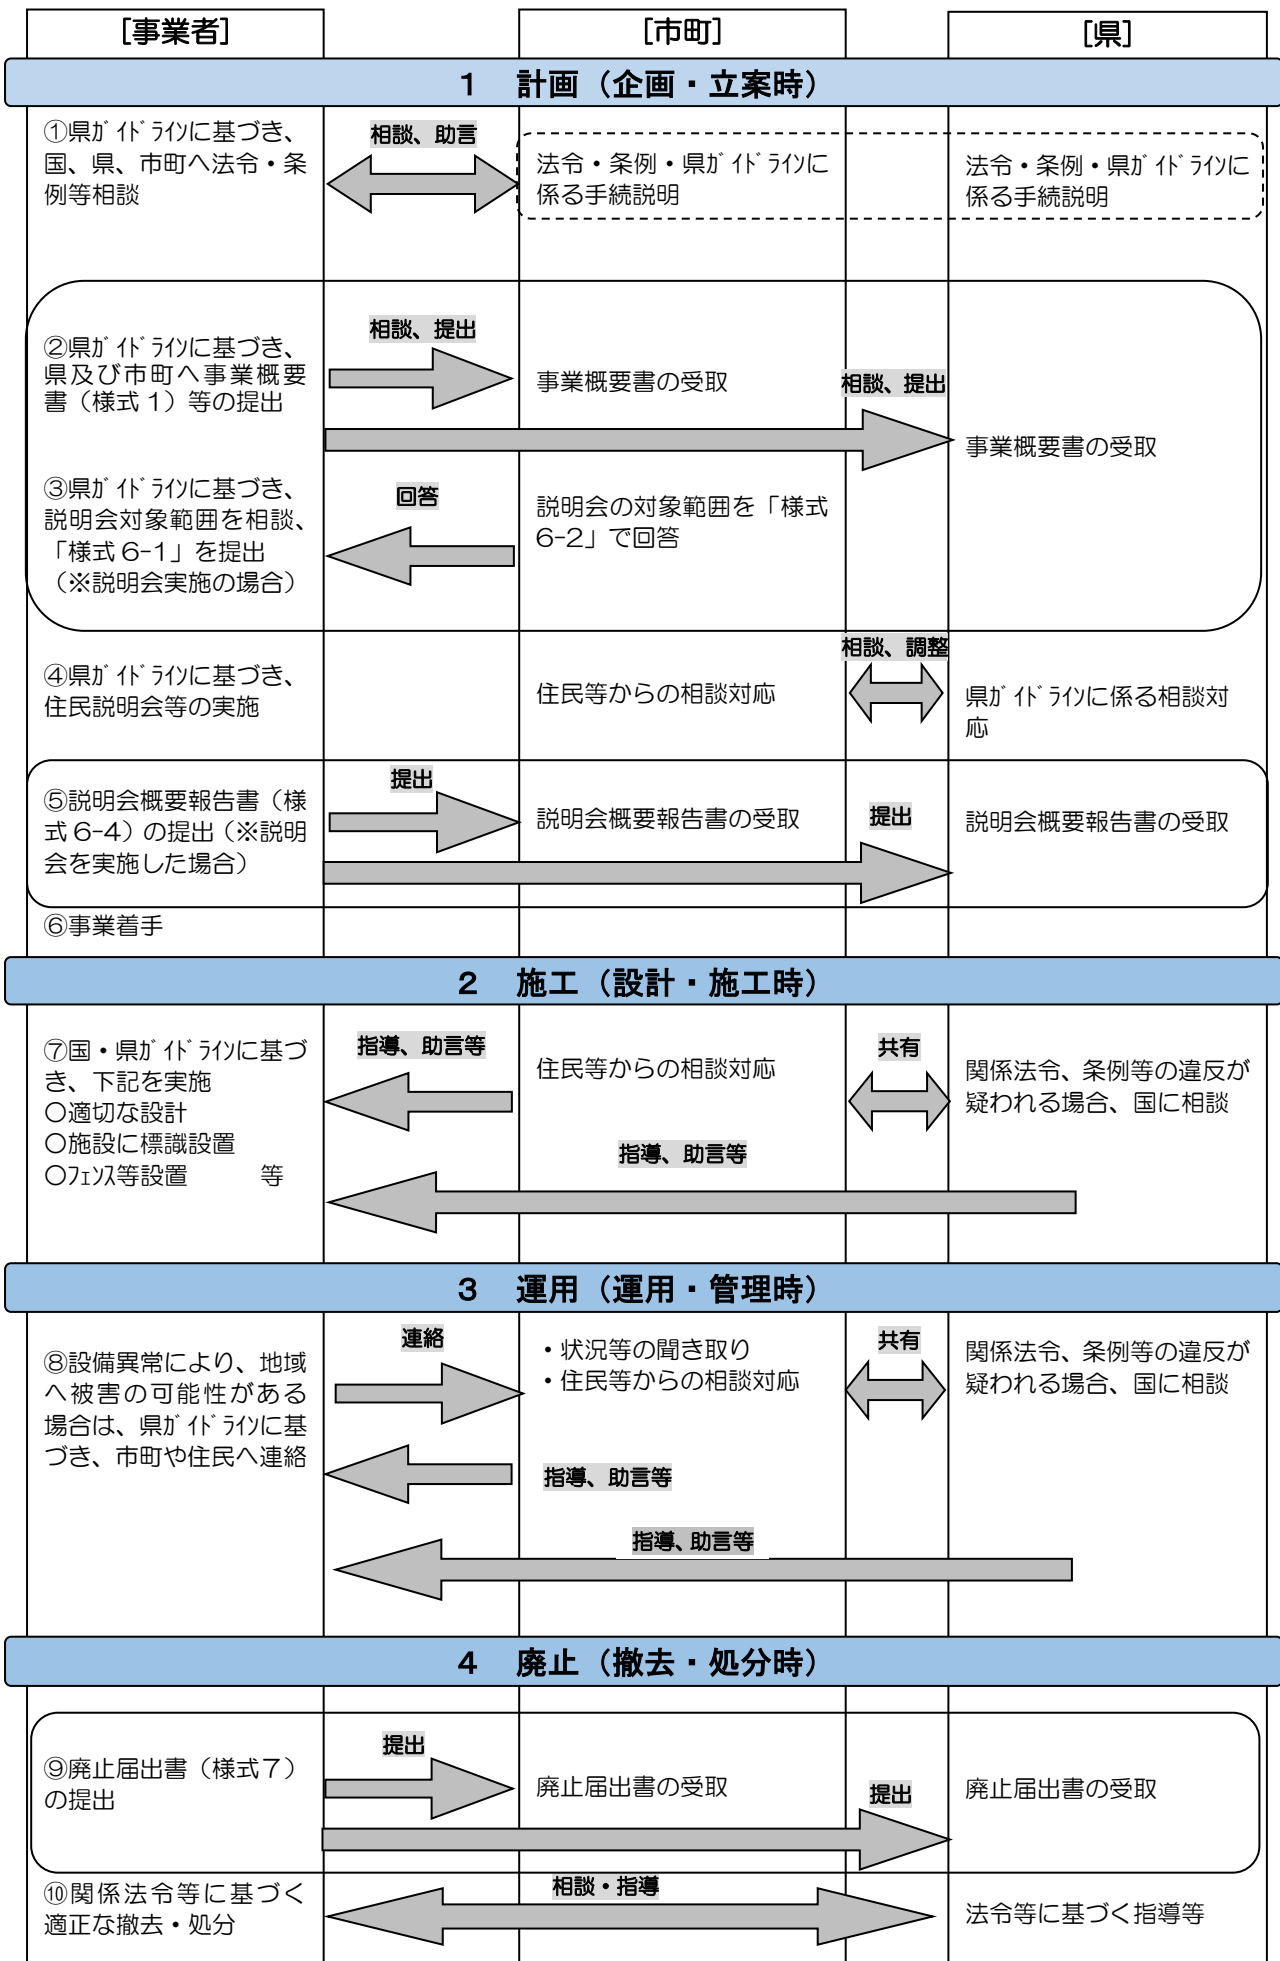 [事業者]
[市町]
[県]
1 計画（企画・立案時）
①県ｶﾞｲﾄﾞﾗｲﾝに基づき、
国、県、市町へ法令・条
例等相談
相談、助言
法令・条例・県ｶﾞｲﾄﾞﾗｲﾝに
係る手続説明
法令・条例・県ｶﾞｲﾄﾞﾗｲﾝに
係る手続説明
②県ｶﾞｲﾄﾞﾗｲﾝに基づき、
県及び市町へ事業概要
書（様式１）等の提出
相談、提出
事業概要書の受取
相談、提出
事業概要書の受取
③県ｶﾞｲﾄﾞﾗｲﾝに基づき、
説明会対象範囲を相談、
「様式6-1」を提出
（※説明会実施の場合）
回答
説明会の対象範囲を「様式
6-2」で回答
④県ｶﾞｲﾄﾞﾗｲﾝに基づき、
住民説明会等の実施
住民等からの相談対応
相談、調整
県ｶﾞｲﾄﾞﾗｲﾝに係る相談対
応
⑤説明会概要報告書（様
式6-4）の提出（※説明
会を実施した場合）
提出
説明会概要報告書の受取
提出
説明会概要報告書の受取
⑥事業着手
2 施工（設計・施工時）
⑦国・県ｶﾞｲﾄﾞﾗｲﾝに基づ
き、下記を実施
〇適切な設計
〇施設に標識設置
〇ﾌｪﾝｽ等設置　　　等
指導、助言等
住民等からの相談対応
共有
関係法令、条例等の違反が
疑われる場合、国に相談
指導、助言等
3 運用（運用・管理時）
⑧設備異常により、地域
へ被害の可能性がある
場合は、県ｶﾞｲﾄﾞﾗｲﾝに基
づき、市町や住民へ連絡
連絡
・状況等の聞き取り
・住民等からの相談対応
共有
関係法令、条例等の違反が
疑われる場合、国に相談
指導、助言等
指導、助言等
4 廃止（撤去・処分時）
⑨廃止届出書（様式７）
の提出
提出
廃止届出書の受取
提出
廃止届出書の受取
⑩関係法令等に基づく
適正な撤去・処分
相談・指導
法令等に基づく指導等